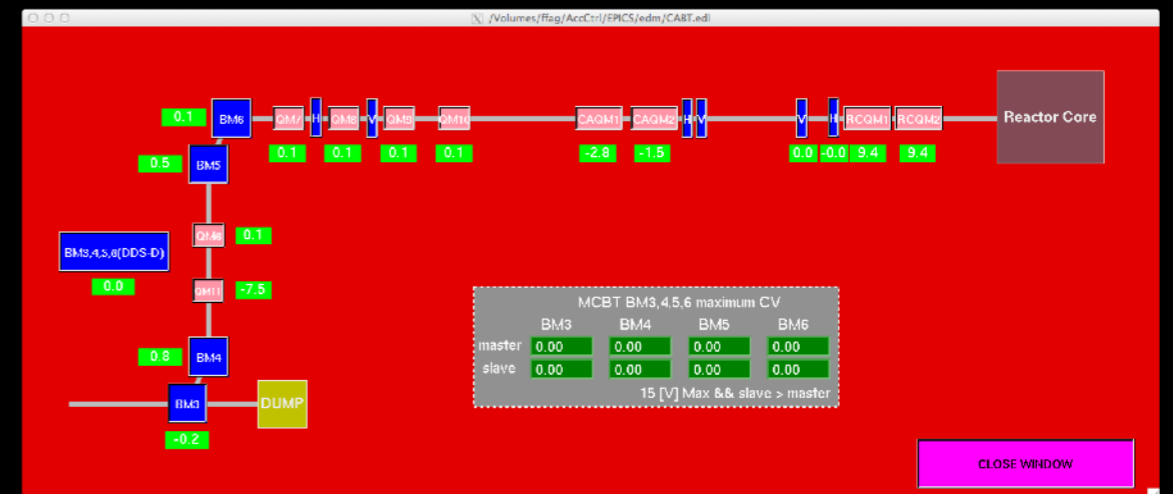 /Volumes/ffag/AccCtrl/EPICS/edm/CABT.edl
0.1 BM6 QM7 H QM8 V QM9 QM10 CAQM1 CAQM2 H V V H RCQM1 RCQM2 Reactor Core
0.1 0.1 0.1 0.1 -2.8 -1.5 0.0 -0.0 9.4 9.4
0.5 BM5
QM6 0.1
BM3,4,5,6(DDS-D)
0.0
QM11 -7.5
MCBT BM3,4,5,6 maximum CV
BM3 BM4 BM5 BM6
master 0.00 0.00 0.00 0.00
slave 0.00 0.00 0.00 0.00
15 [V] Max && slave > master
0.8 BM4
BM3 DUMP
-0.2
CLOSE WINDOW